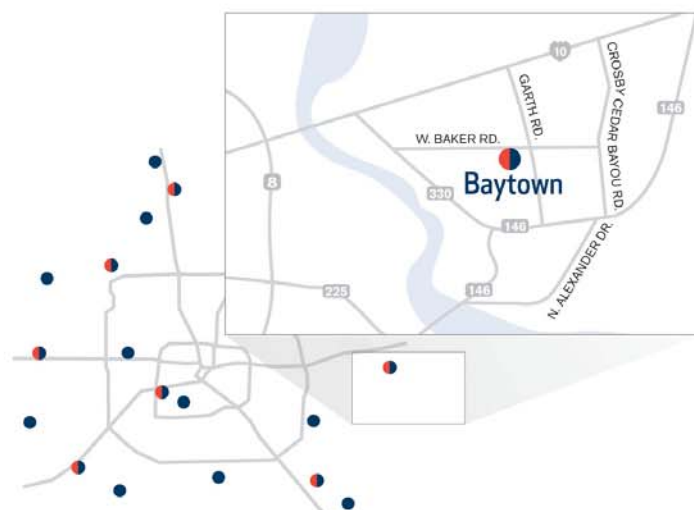 10
CROSBY CEDAR BAYOU RD.
GARTH RD.
146
W. BAKER RD.
8
330
Baytown
146
N. ALEXANDER DR.
225
146